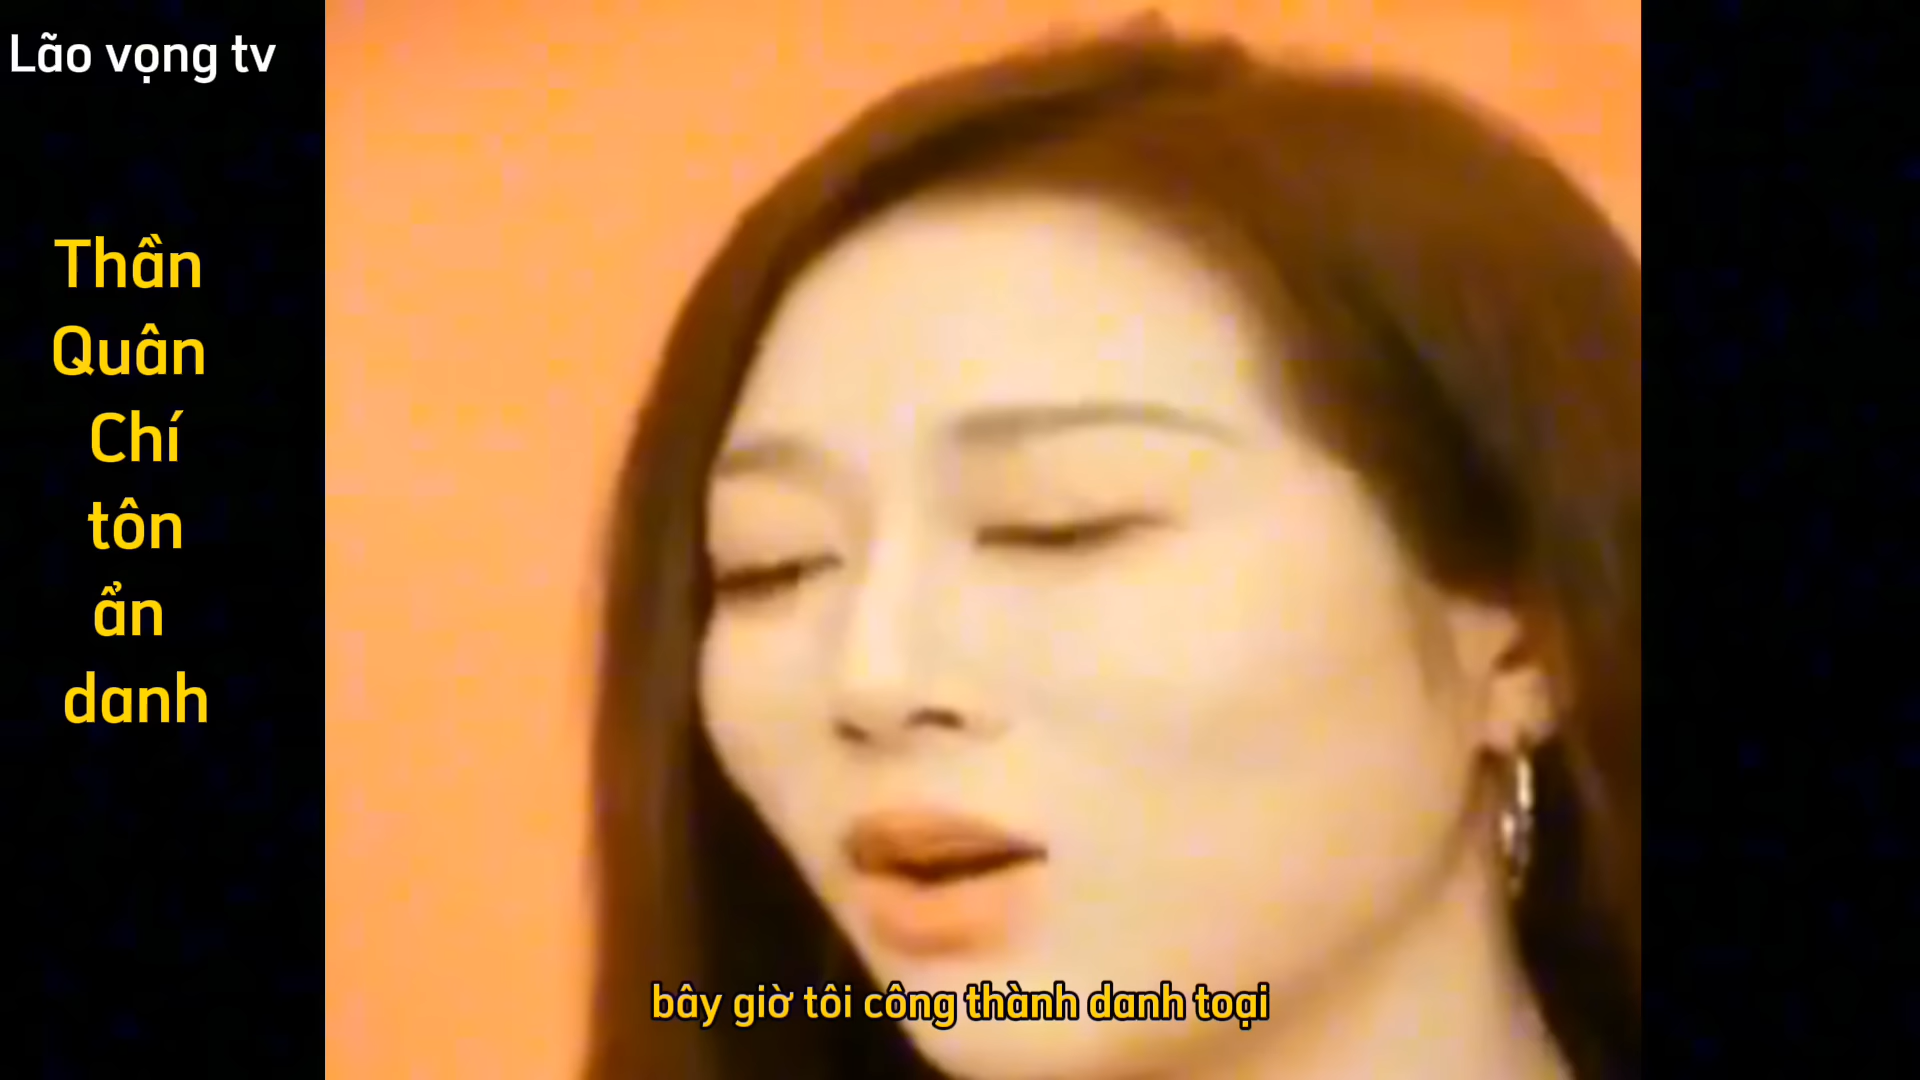 Lão vọng tv
Thần
Quân
Chí
tôn
ẩn
danh
bây giờ tôi công thành danh toại